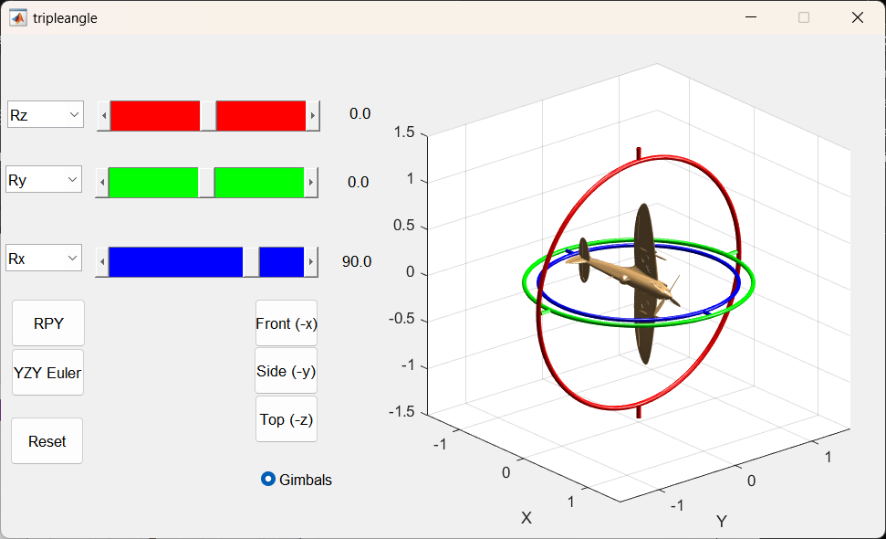 tripleangle
Rz
0.0
Ry
0.0
Rx
90.0
RPY
Front (-x)
YZY Euler
Side (-y)
Top (-z)
Reset
Gimbals
1.5
1
0.5
0
-0.5
-1
-1.5
-1
0
1
X
-1
0
1
Y